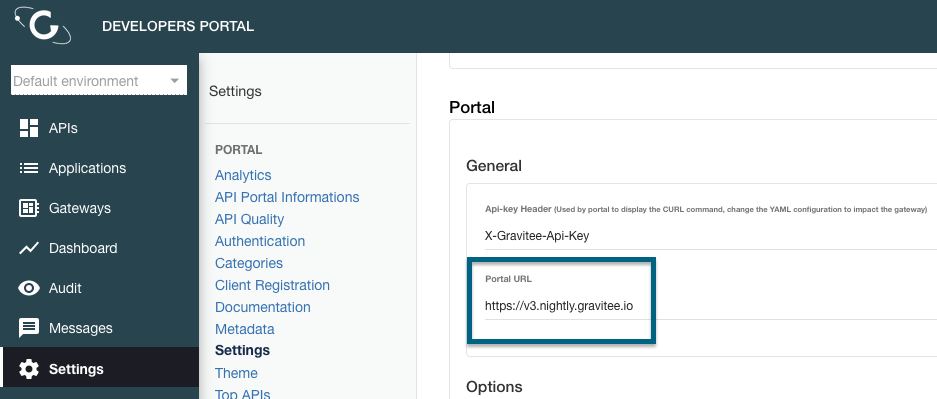 DEVELOPERS PORTAL
Default environment
APIs
Applications
Gateways
Dashboard
Audit
Messages
Settings
Settings
PORTAL
Analytics
API Portal Informations
API Quality
Authentication
Categories
Client Registration
Documentation
Metadata
Settings
Theme
Top APIs
Portal
General
Api-key Header (Used by portal to display the CURL command, change the YAML configuration to impact the gateway)
X-Gravitee-Api-Key
Portal URL
https://v3.nightly.gravitee.io
Options